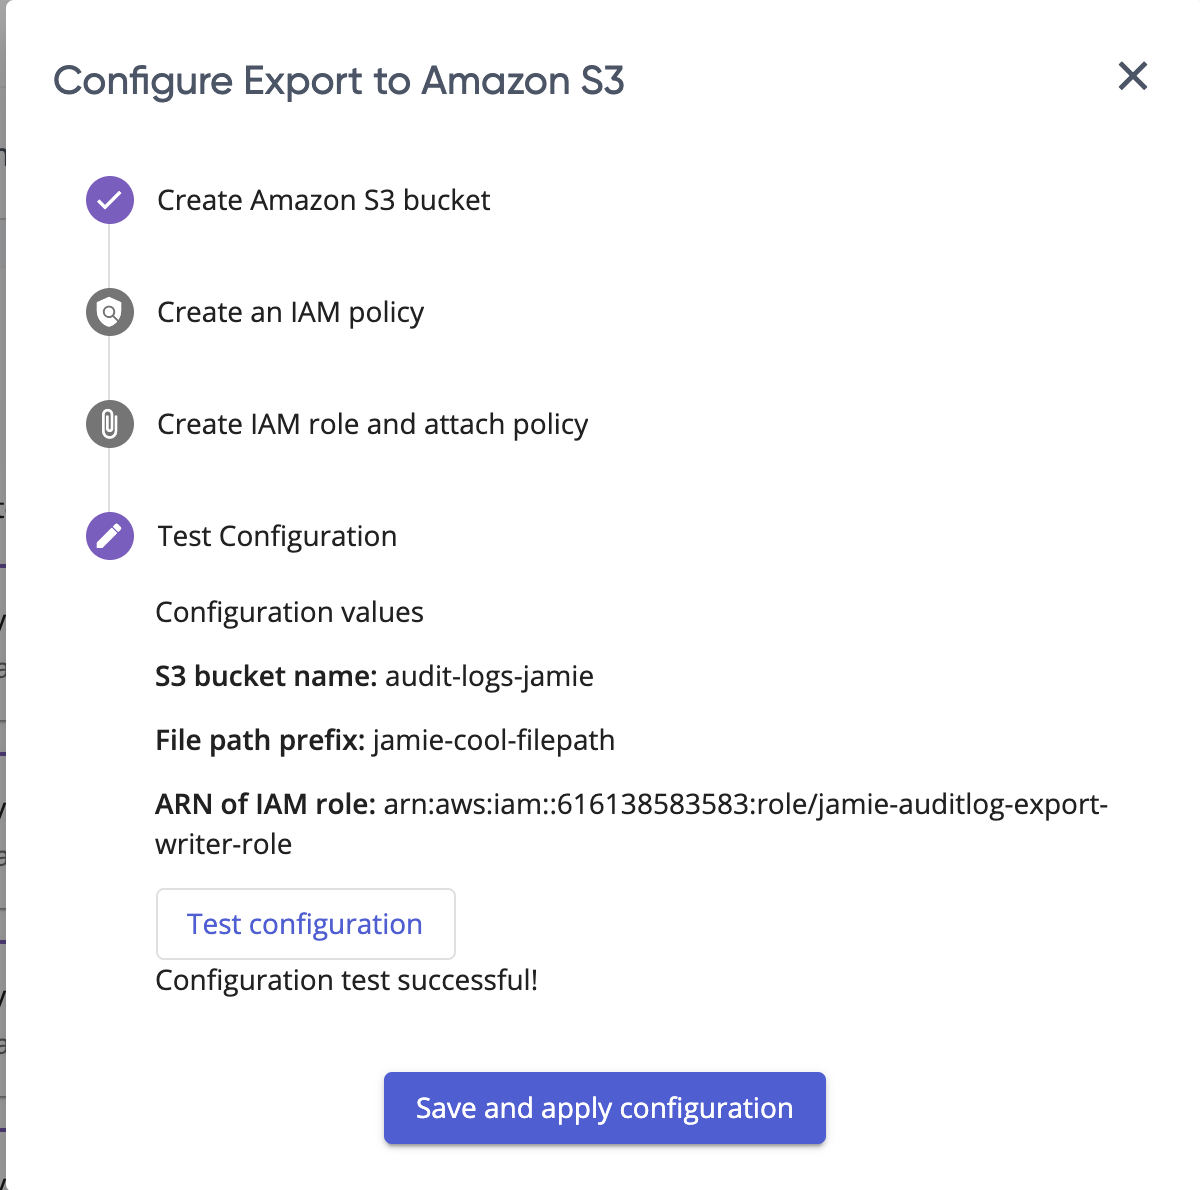 Configure Export to Amazon S3
Create Amazon S3 bucket
Create an IAM policy
Create IAM role and attach policy
Test Configuration
Configuration values
S3 bucket name: audit-logs-jamie
File path prefix: jamie-cool-filepath
ARN of IAM role: arn:aws:iam::616138583583:role/jamie-auditlog-export-
writer-role
Test configuration
Configuration test successful!
Save and apply configuration